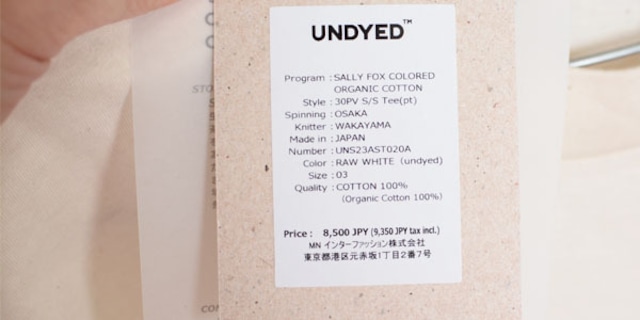 UNDYED™
Program : SALLY FOX COLORED
ORGANIC COTTON
Style : 30PV S/S Tee(pt)
Spinning : OSAKA
Knitter : WAKAYAMA
Made in : JAPAN
Number : UNS23AST020A
Color : RAW WHITE (undyed)
Size : 03
Quality : COTTON 100%
(Organic Cotton 100%)
Price : 8,500 JPY (9,350 JPY tax incl.)
MN インターファッション株式会社
東京都港区元赤坂1丁目2番7号